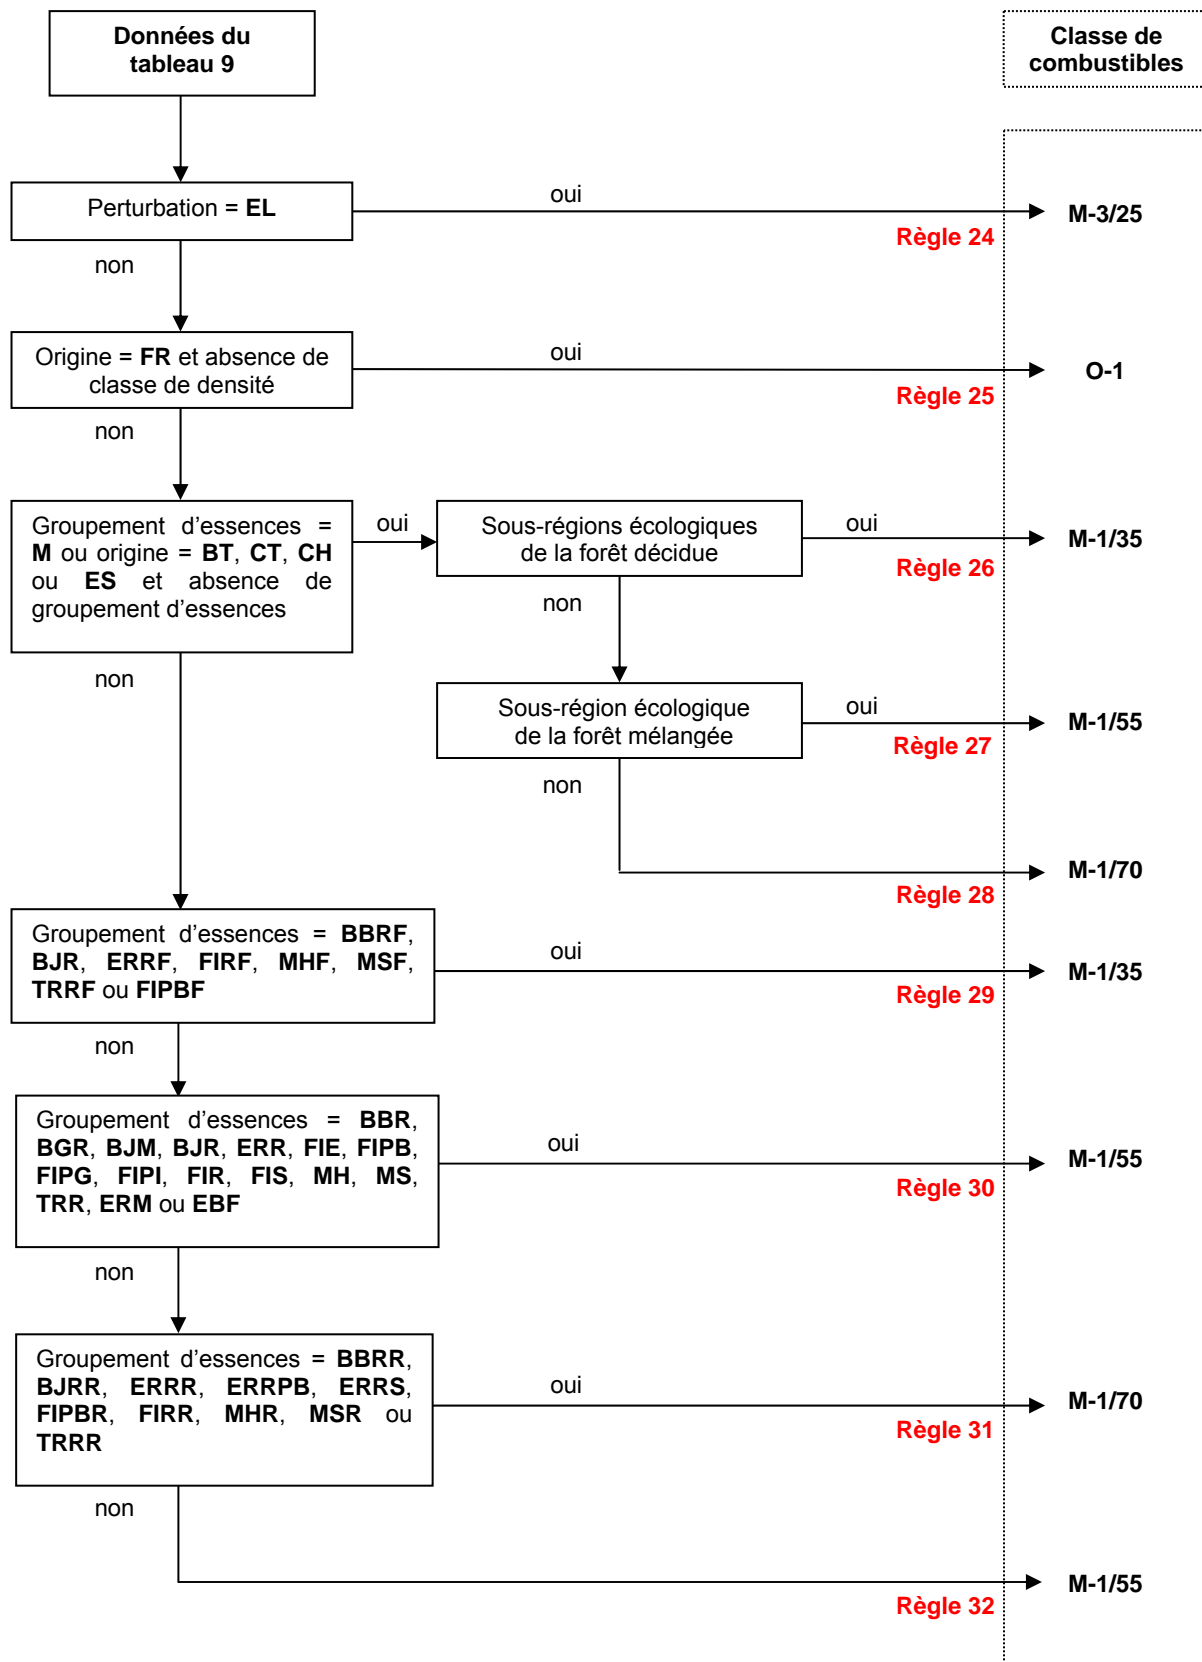 Données du
tableau 9
Classe de
combustibles
Perturbation = EL
oui
Règle 24
M-3/25
non
Origine = FR et absence de
classe de densité
oui
Règle 25
O-1
non
Groupement d'essences =
M ou origine = BT, CT, CH
ou ES et absence de
groupement d'essences
oui
Sous-régions écologiques
de la forêt décidue
oui
Règle 26
M-1/35
non
non
Sous-région écologique
de la forêt mélangée
oui
Règle 27
M-1/55
non
Règle 28
M-1/70
Groupement d'essences = BBRF,
BJR, ERRF, FIRF, MHF, MSF,
TRRF ou FIPBF
oui
Règle 29
M-1/35
non
Groupement d'essences = BBR,
BGR, BJM, BJR, ERR, FIE, FIPB,
FIPG, FIPI, FIR, FIS, MH, MS,
TRR, ERM ou EBF
oui
Règle 30
M-1/55
non
Groupement d'essences = BBRR,
BJRR, ERRR, ERRPB, ERRS,
FIPBR, FIRR, MHR, MSR ou
TRRR
oui
Règle 31
M-1/70
non
Règle 32
M-1/55